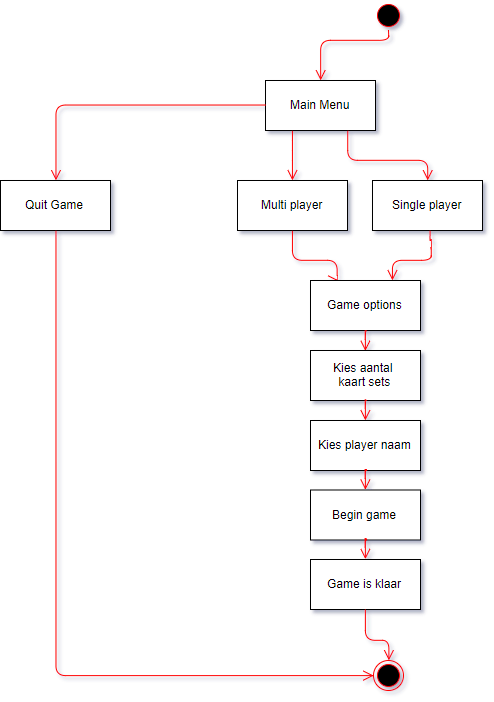 Main Menu
Quit Game
Multi player
Single player
Game options
Kies aantal
kaart sets
Kies player naam
Begin game
Game is klaar